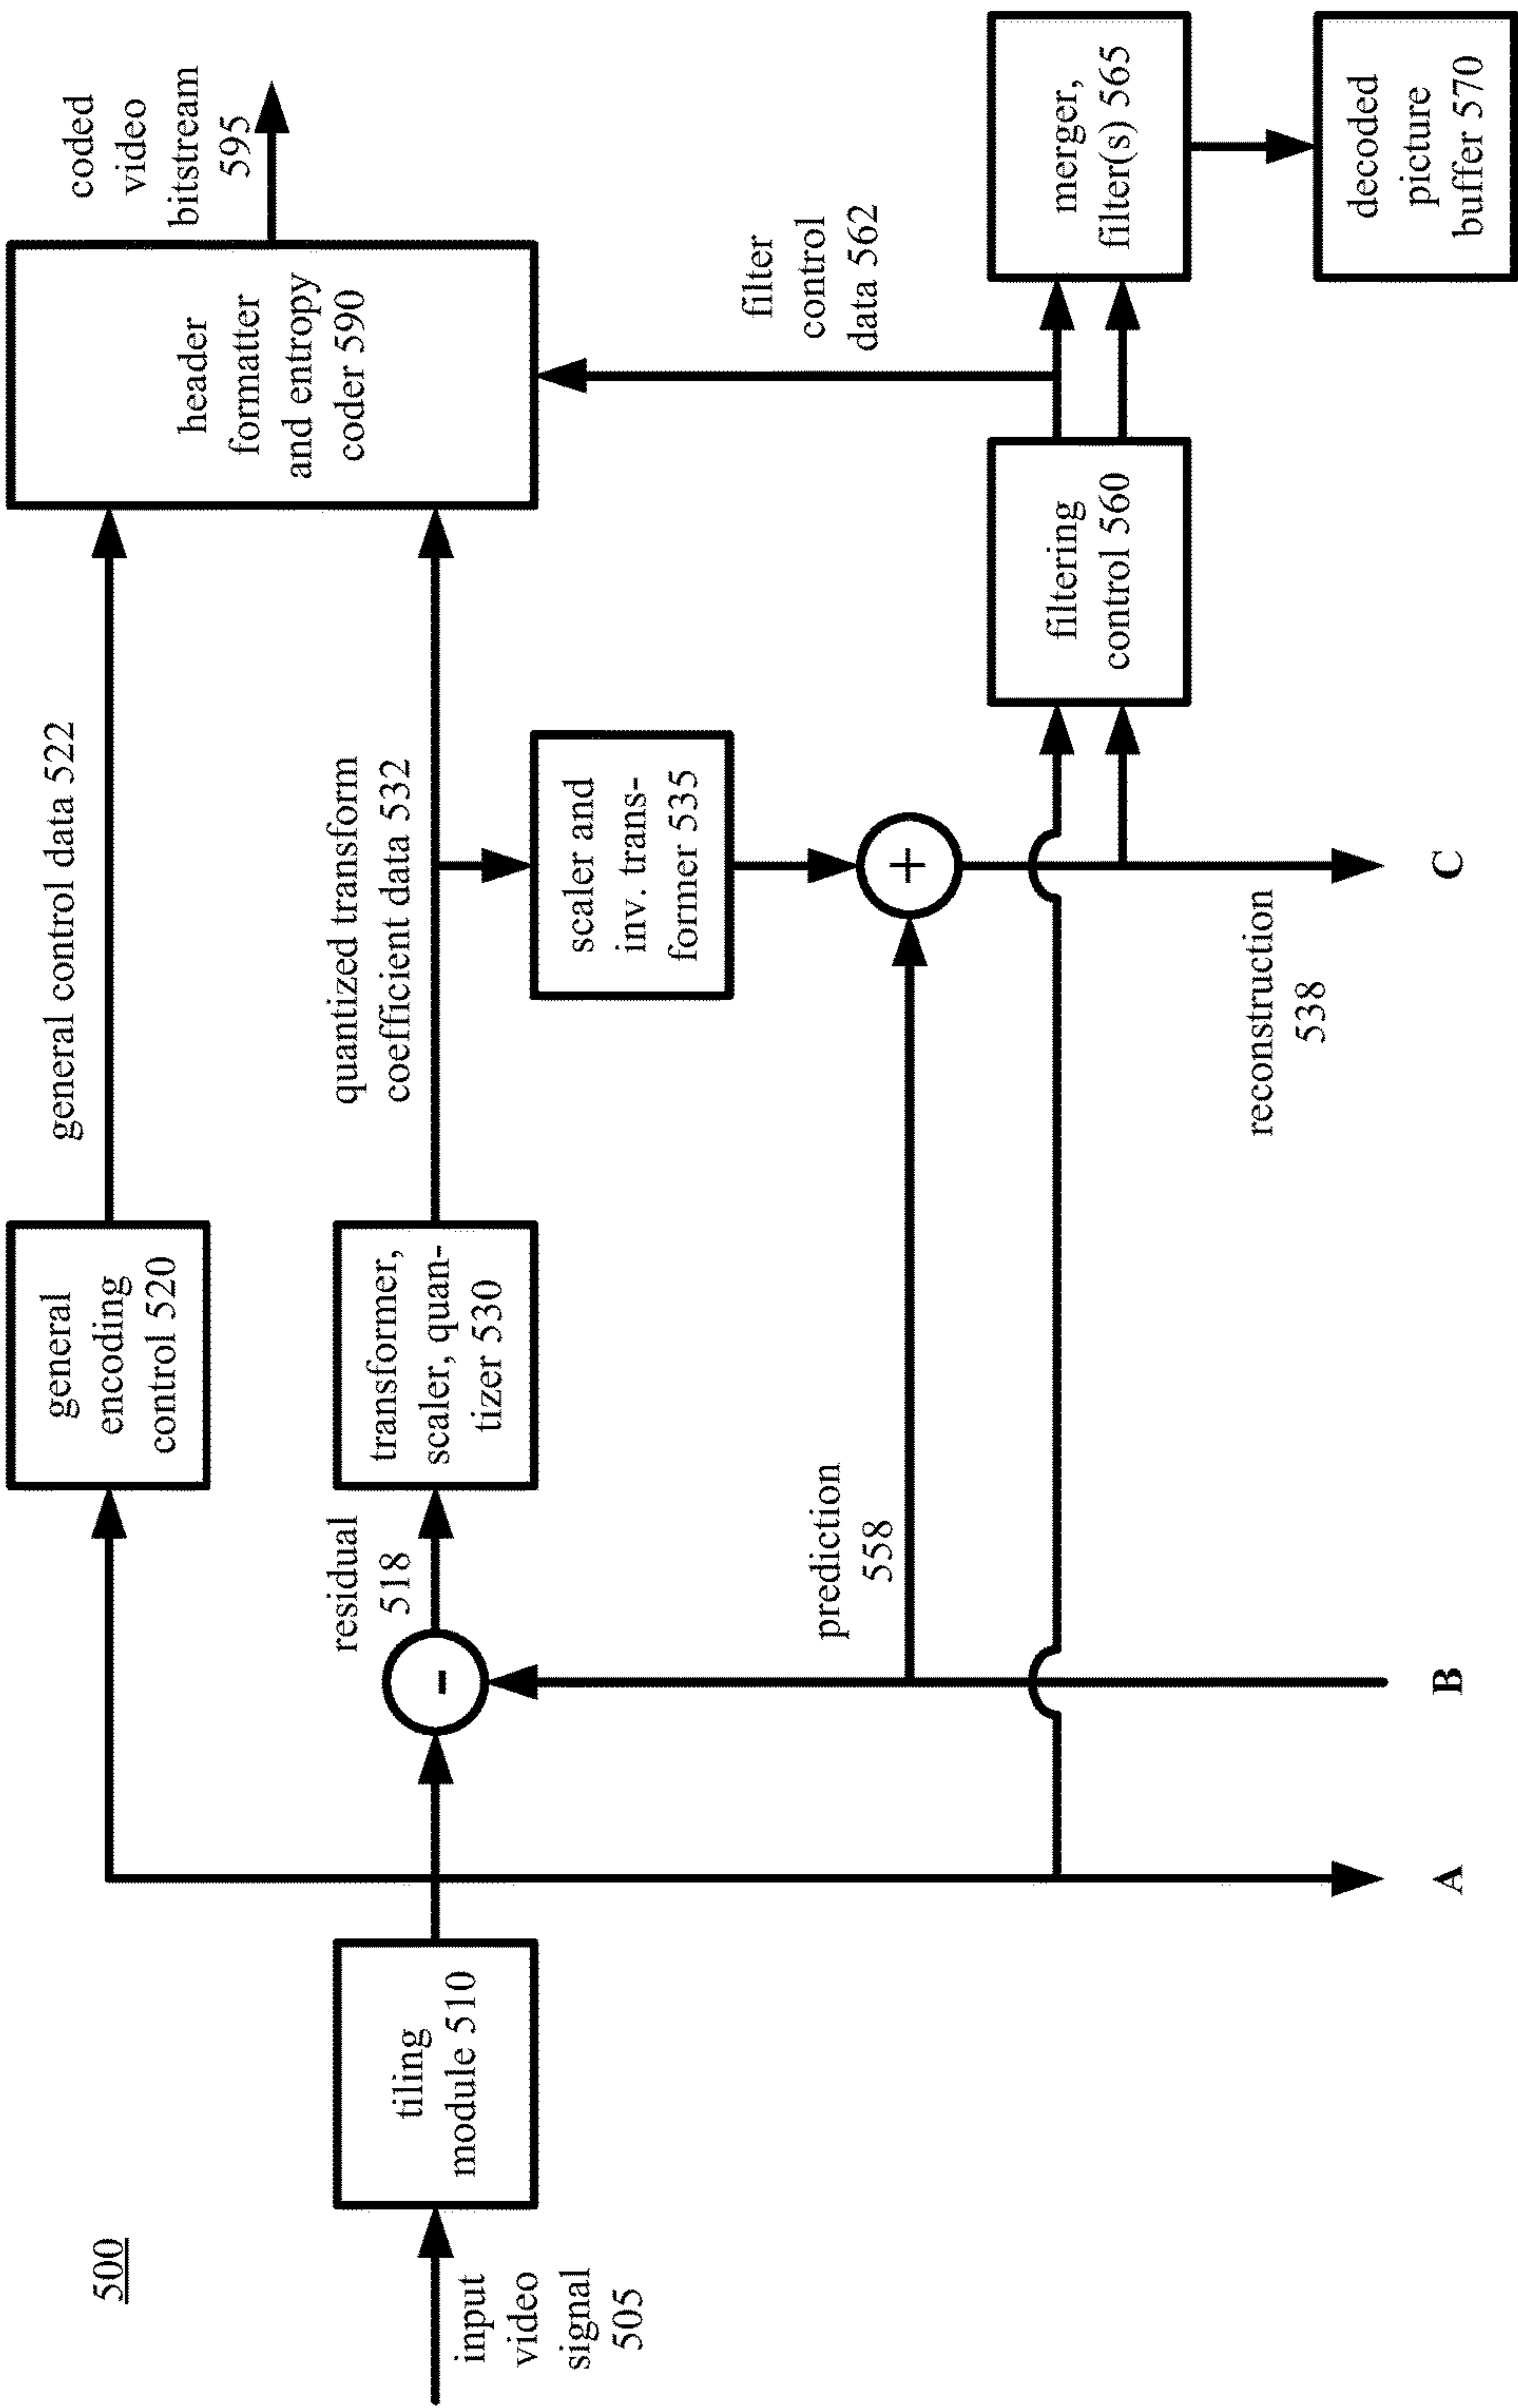 500
input
video
signal
505
tiling
module 510
general
encoding
control 520
general control data 522
header
formatter
and entropy
coder 590
coded
video
bitstream
595
residual
518
-
transformer,
scaler, quan-
tizer 530
quantized transform
coefficient data 532
scaler and
inv. trans-
former 535
prediction
558
+
filter
control
data 562
filtering
control 560
merger,
filter(s) 565
decoded
picture
buffer 570
reconstruction
538
A
B
C